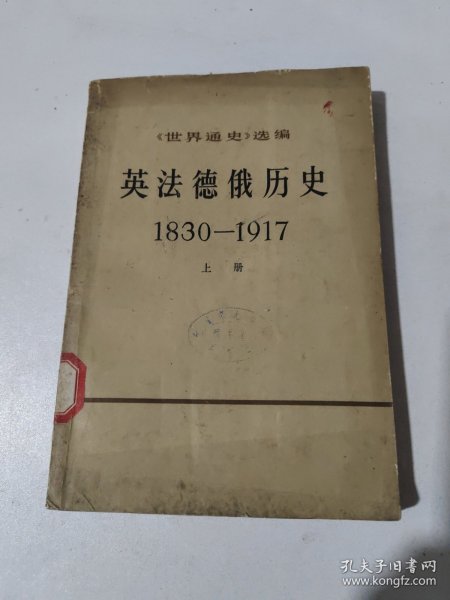 《世界通史》选编
英法德俄历史
1830—1917
上 册
孔夫子旧书网
www.kongfz.com